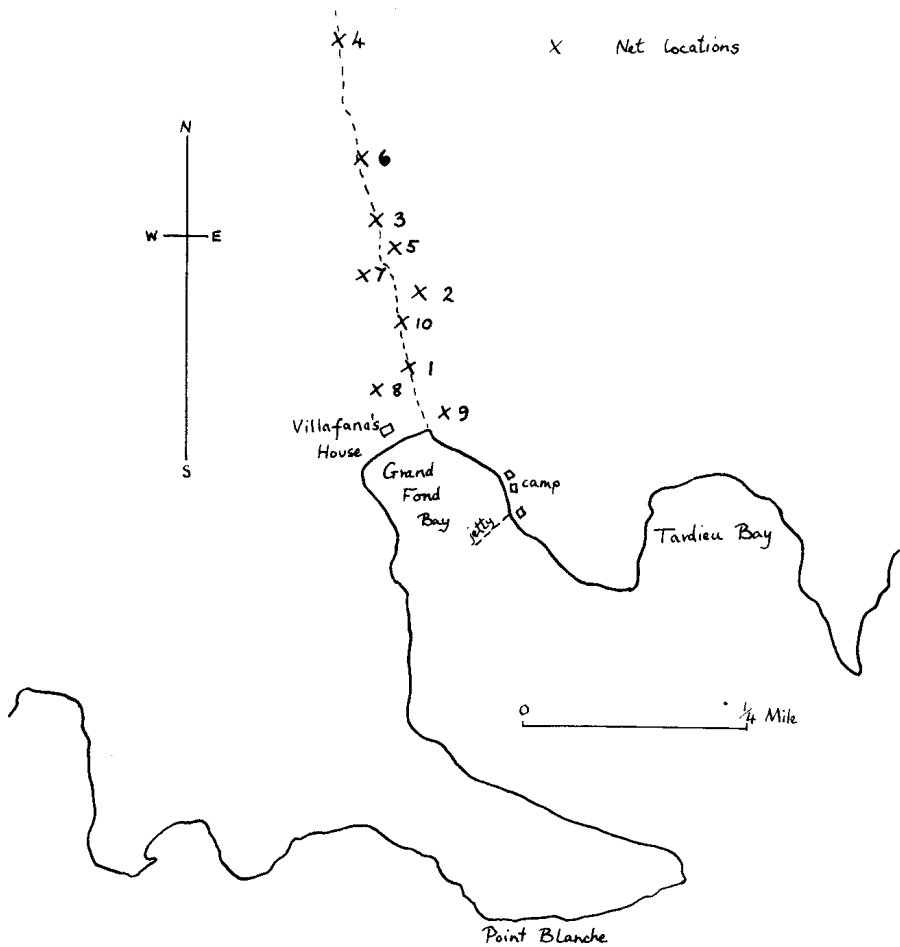 4
x Net Locations
N
6
3
W E
5
7
2
10
1
8
9
Villafana's
House
Grand
Fond
Bay
camp
jetty
Tardieu Bay
S
0 1/4 Mile
Point Blanche